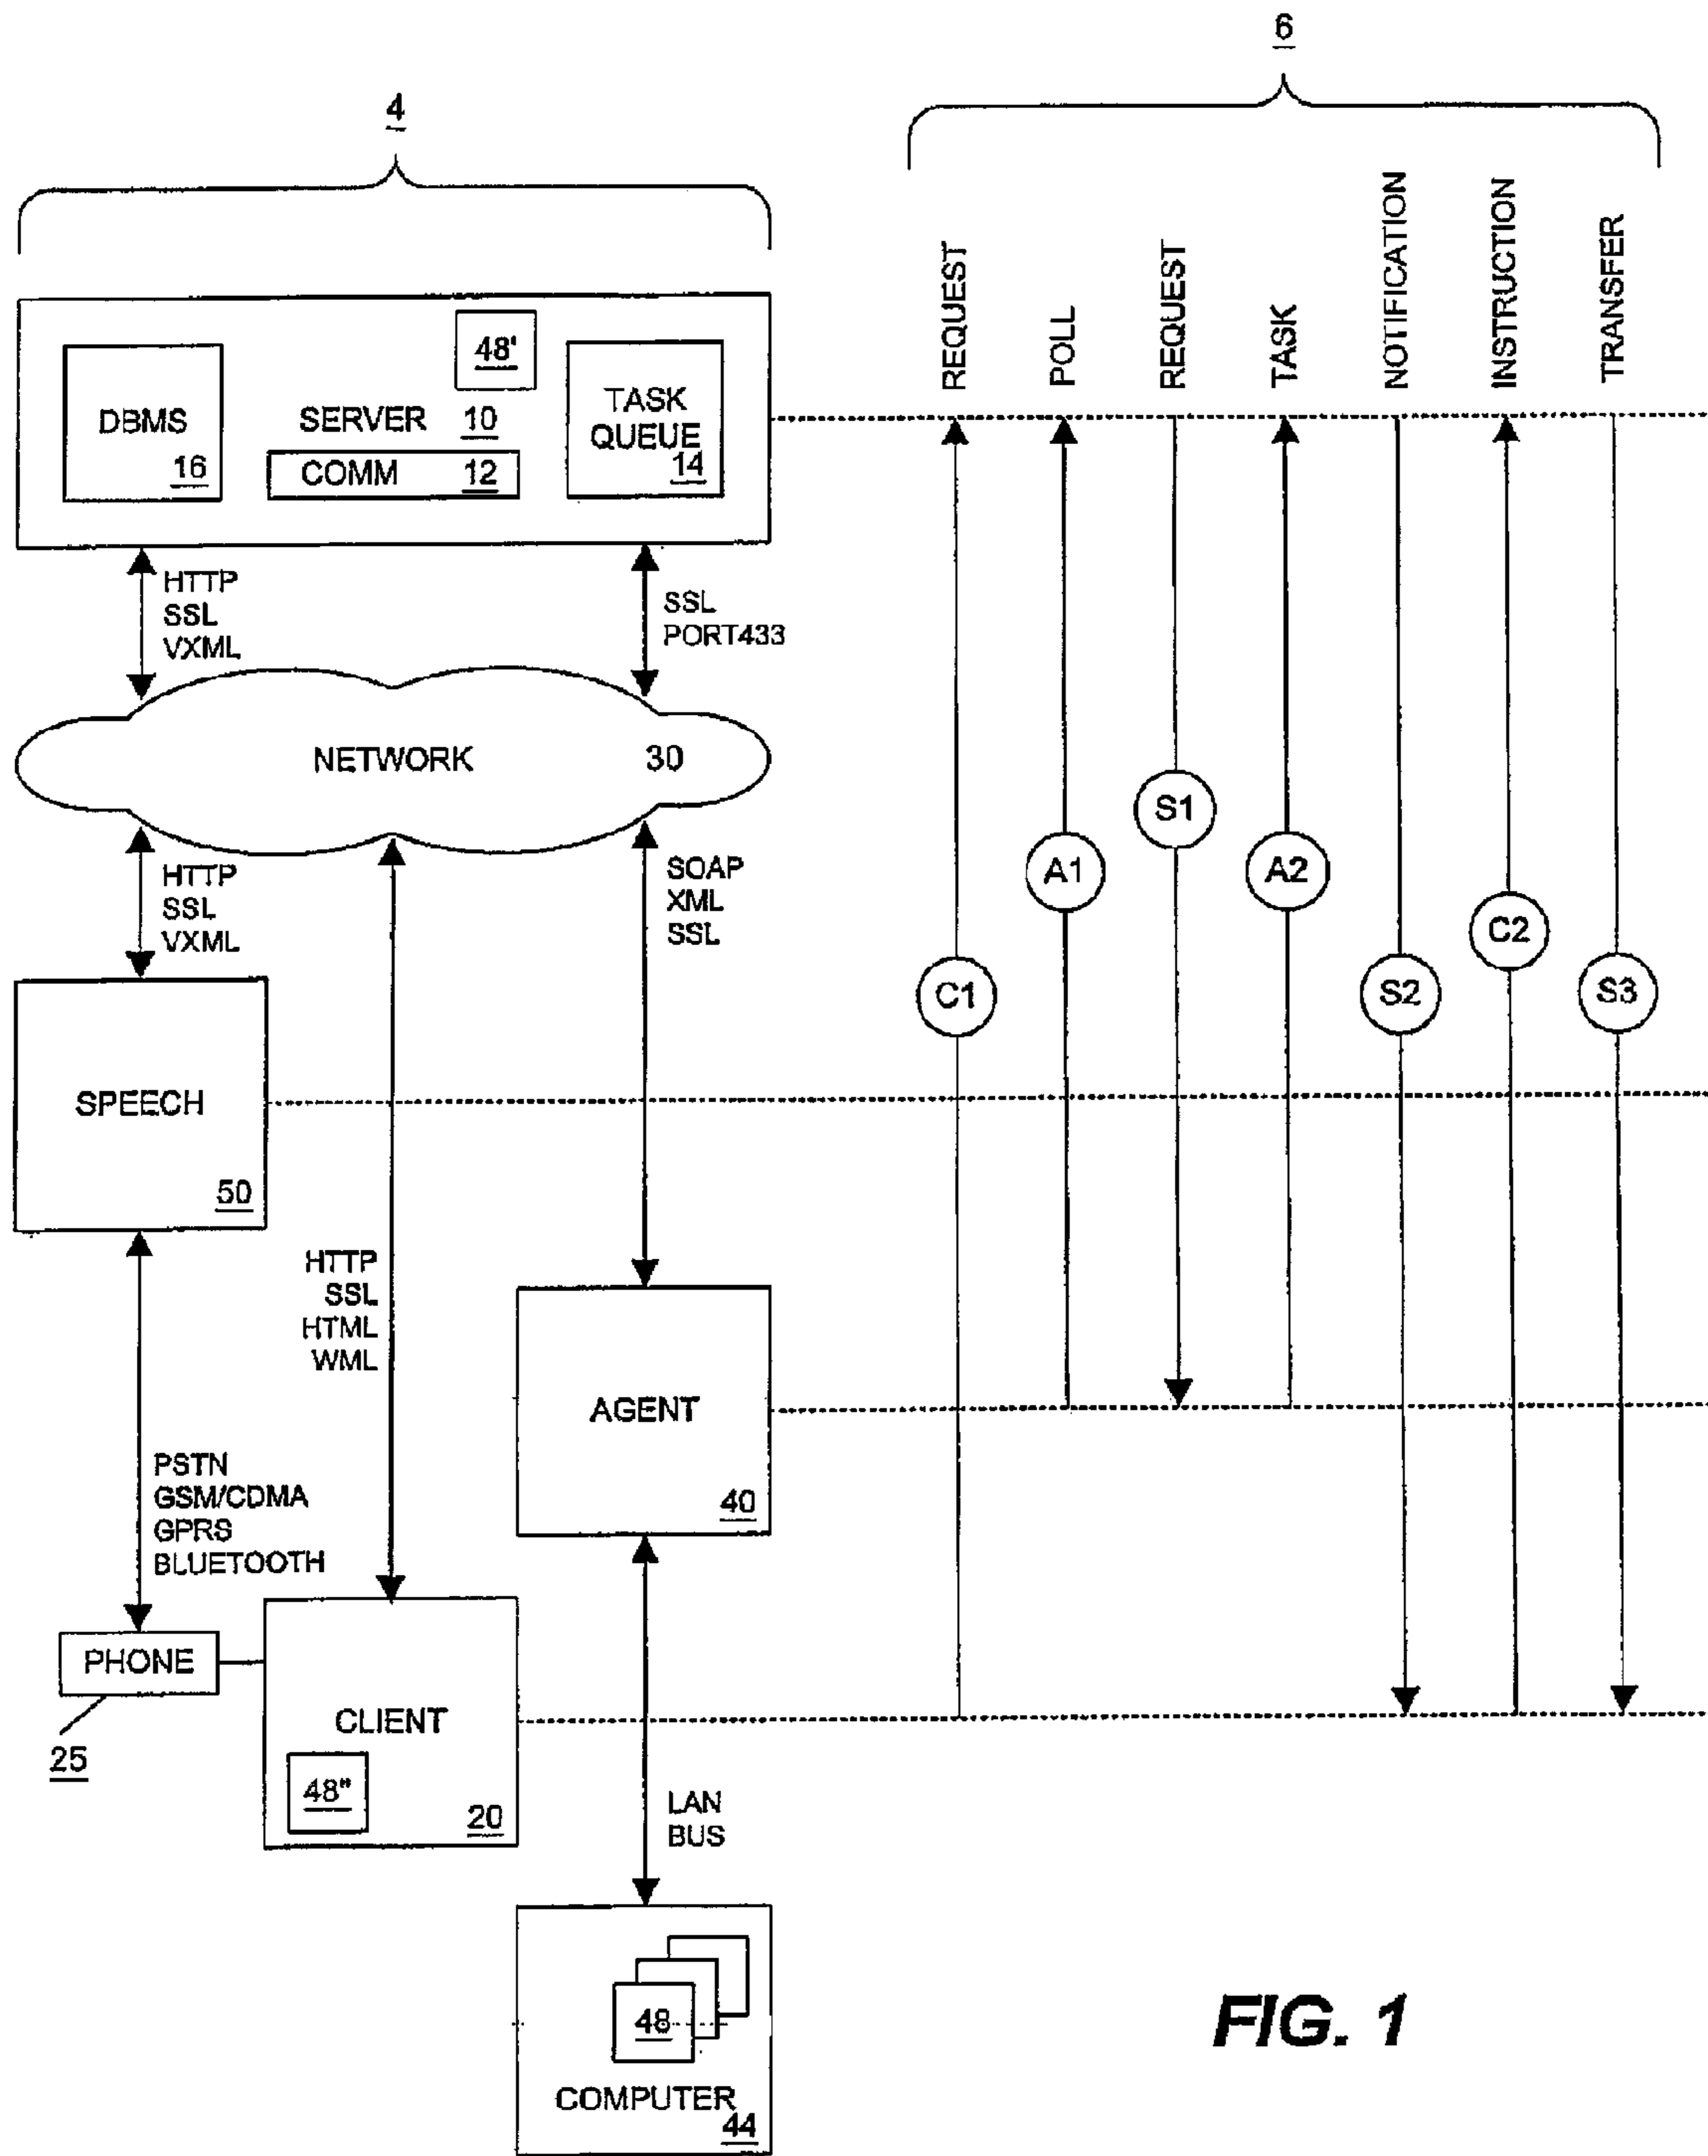 6
4
REQUEST
POLL
REQUEST
TASK
NOTIFICATION
INSTRUCTION
TRANSFER
DBMS
16
48'
SERVER 10
COMM 12
TASK
QUEUE
14
HTTP
SSL
VXML
SSL
PORT433
NETWORK 30
S1
A1
A2
C2
C1
S2
S3
HTTP
SSL
VXML
SOAP
XML
SSL
SPEECH
50
HTTP
SSL
HTML
WML
AGENT
40
PSTN
GSM/CDMA
GPRS
BLUETOOTH
PHONE
25
CLIENT
48"
20
LAN
BUS
48
COMPUTER
44
FIG. 1